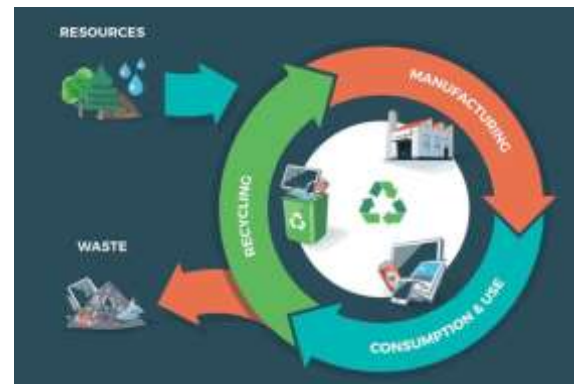 RESOURCES
MANUFACTURING
RECYCLING
WASTE
CONSUMPTION & USE